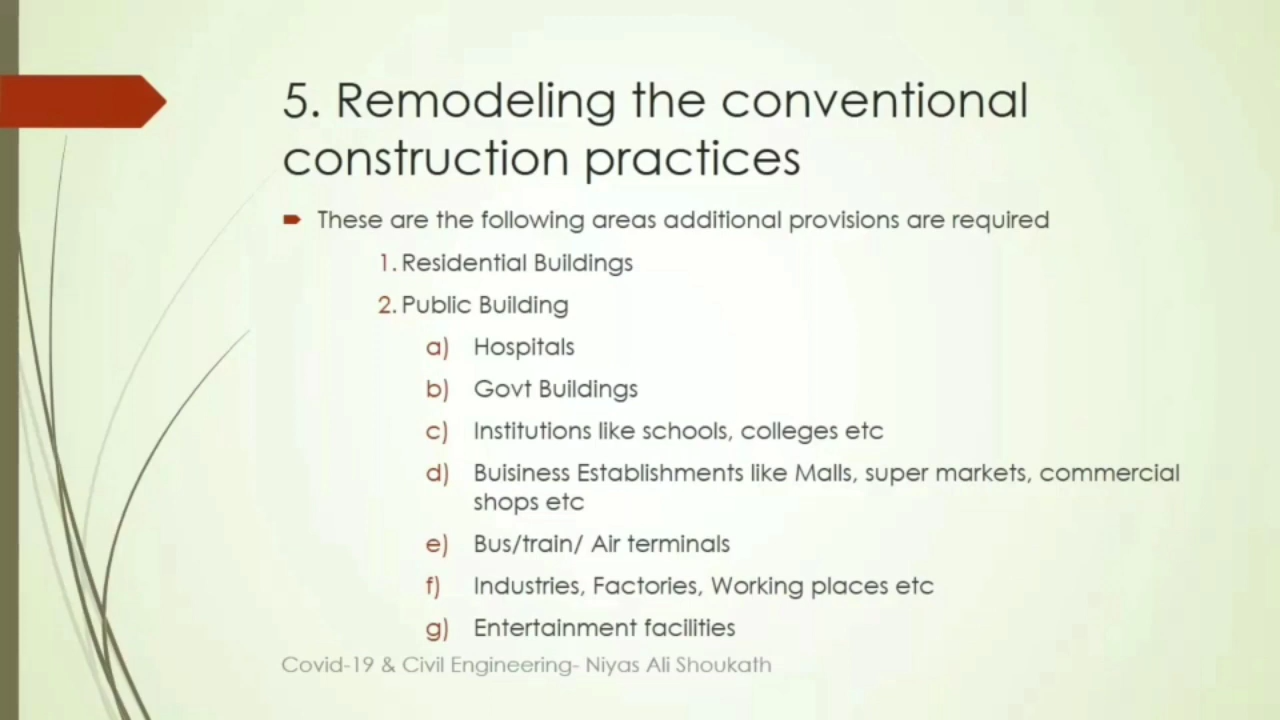 5. Remodeling the conventional
construction practices
These are the following areas additional provisions are required
1. Residential Buildings
2. Public Building
a) Hospitals
b) Govt Buildings
c) Institutions like schools, colleges etc
d) Buisiness Establishments like Malls, super markets, commercial
shops etc
e) Bus/train/ Air terminals
f) Industries, Factories, Working places etc
g) Entertainment facilities
Covid-19 & Civil Engineering- Niyas Ali Shoukath